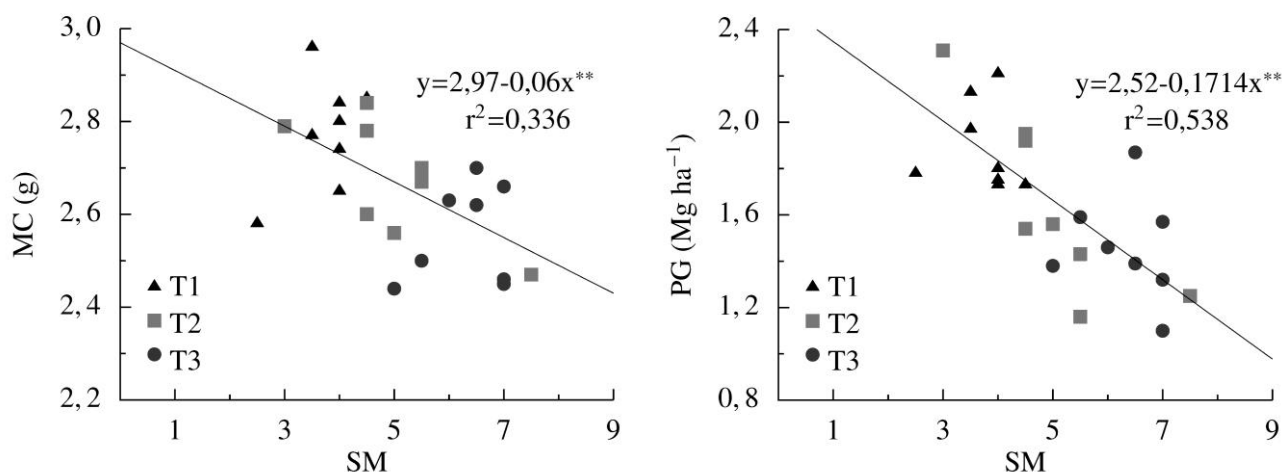 3,0
2,8
2,6
2,4
2,2
MC (g)
y=2,97-0,06x**
r²=0,336
T1
T2
T3
1 3 5 7 9
SM
2,4
2,0
1,6
1,2
0,8
PG (Mg ha⁻¹)
y=2,52-0,1714x**
r²=0,538
T1
T2
T3
1 3 5 7 9
SM